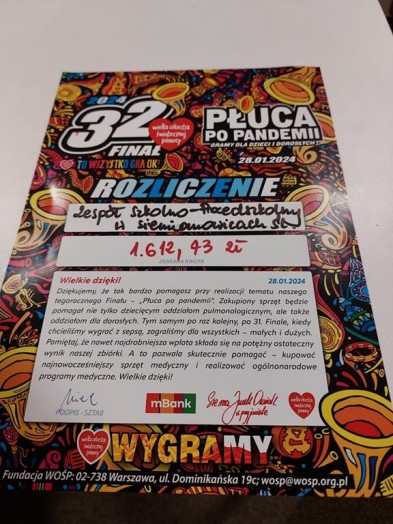 2024
32
FINAŁ
wielka orkiestra świątecznej pomocy
TO WSZYSTKO GRA OK!
PŁUCA
PO PANDEMII
GRAMY DLA DZIECI I DOROSŁYCH
28.01.2024
ROZLICZENIE
Zespół Szkolno-Przedszkolny
w Siemianowicach Śl.
1.612,43 zł
ZEBRANA KWOTA
Wielkie dzięki! 28.01.2024
Dziękujemy, że tak bardzo pomagasz przy realizacji tematu naszego
tegorocznego Finału – „Płuca po pandemii”. Zakupiony sprzęt będzie
pomagał nie tylko dziecięcym oddziałom pulmonologicznym, ale także
oddziałom dla dorosłych. Tym samym po raz kolejny, po 31. Finale, kiedy
chcieliśmy wygrać z sepsą, zagraliśmy dla wszystkich – małych i dużych.
Pamiętaj, że nawet najdrobniejsza wpłata składa się na potężny ostateczny
wynik naszej zbiórki. A to pozwala skutecznie pomagać – kupować
najnowocześniejszy sprzęt medyczny i realizować ogólnonarodowe
programy medyczne. Wielkie dzięki!
PODPIS - SZTAB
mBank
Siema Jurek Owsiak
i przyjaciele
wielka orkiestra świątecznej pomocy
wielka orkiestra świątecznej pomocy
WYGRAMY
Fundacja WOŚP: 02-738 Warszawa, ul. Dominikańska 19c; wosp@wosp.org.pl